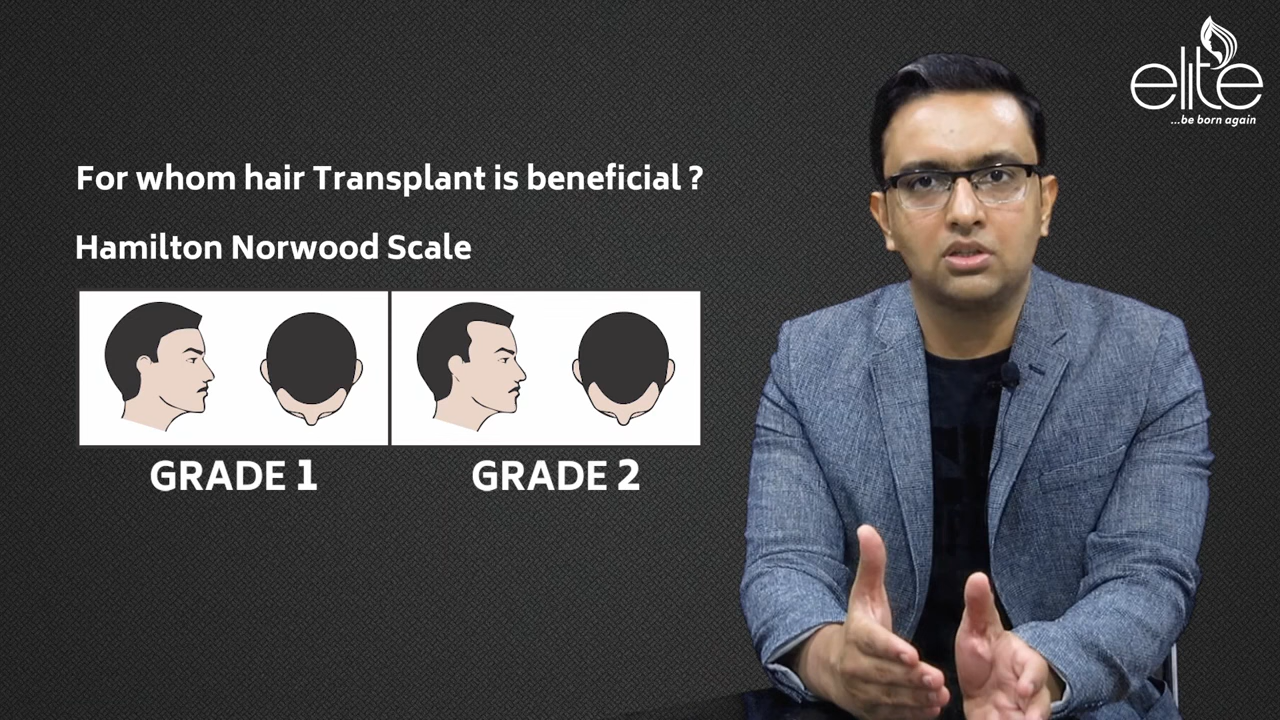 elite
...be born again
For whom hair Transplant is beneficial ?
Hamilton Norwood Scale
GRADE 1
GRADE 2